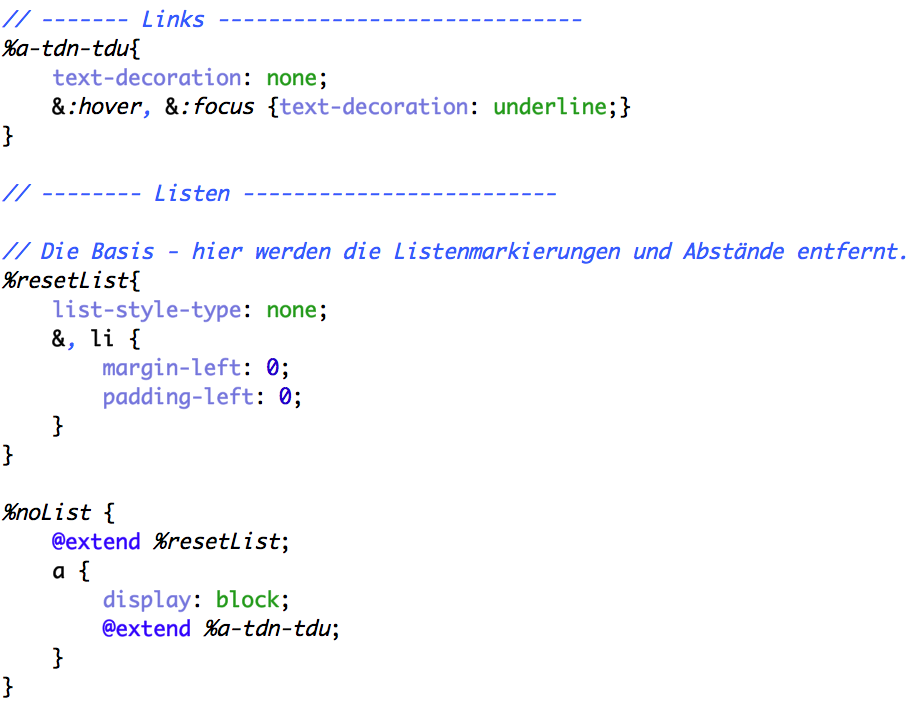 // ------- Links -----------------------------
%a-tdn-tdu{
    text-decoration: none;
    &:hover, &:focus {text-decoration: underline;}
}

// -------- Listen -------------------------

// Die Basis - hier werden die Listenmarkierungen und Abstände entfernt.
%resetList{
    list-style-type: none;
    &, li {
        margin-left: 0;
        padding-left: 0;
    }
}

%noList {
    @extend %resetList;
    a {
        display: block;
        @extend %a-tdn-tdu;
    }
}